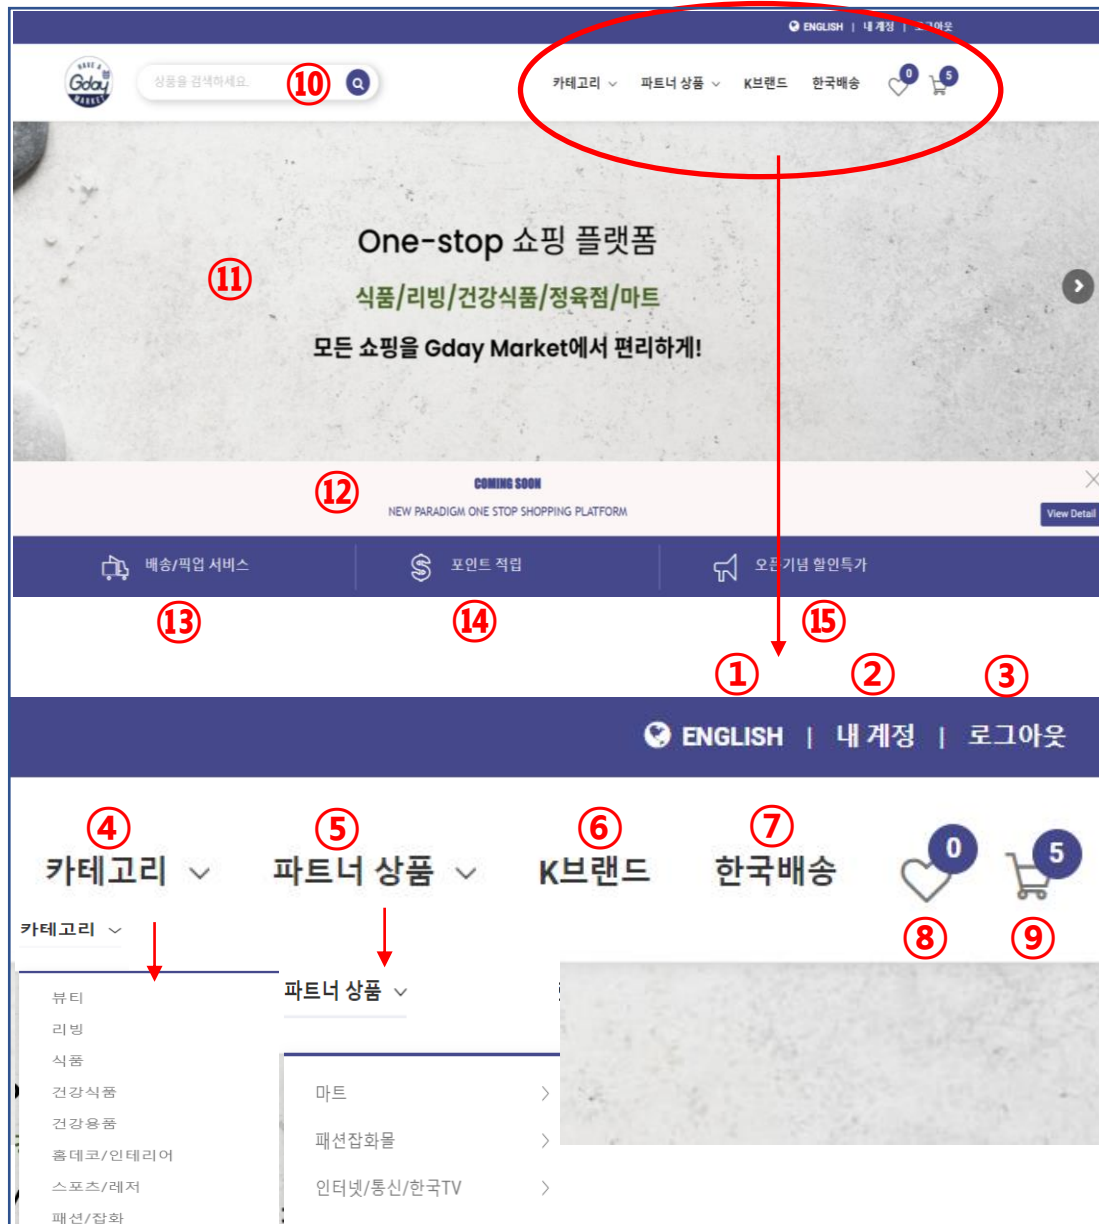 ENGLISH | 내 계정 | 로그아웃
HAVE A
Gday
MARKET
상품을 검색하세요. ⑩
카테고리 파트너 상품 K브랜드 한국배송 0 5
One-stop 쇼핑 플랫폼
⑪
식품/리빙/건강식품/정육점/마트
모든 쇼핑을 Gday Market에서 편리하게!
⑫ COMING SOON
NEW PARADIGM ONE STOP SHOPPING PLATFORM
View Detail
배송/픽업 서비스 포인트 적립 오픈기념 할인특가
⑬ ⑭ ⑮
① ② ③
ENGLISH | 내 계정 | 로그아웃
④ ⑤ ⑥ ⑦
카테고리 파트너 상품 K브랜드 한국배송 0 5
⑧ ⑨
카테고리
뷰티
리빙
식품
건강식품
건강용품
홈데코/인테리어
스포츠/레저
패션/잡화
파트너 상품
마트
패션잡화몰
인터넷/통신/한국TV